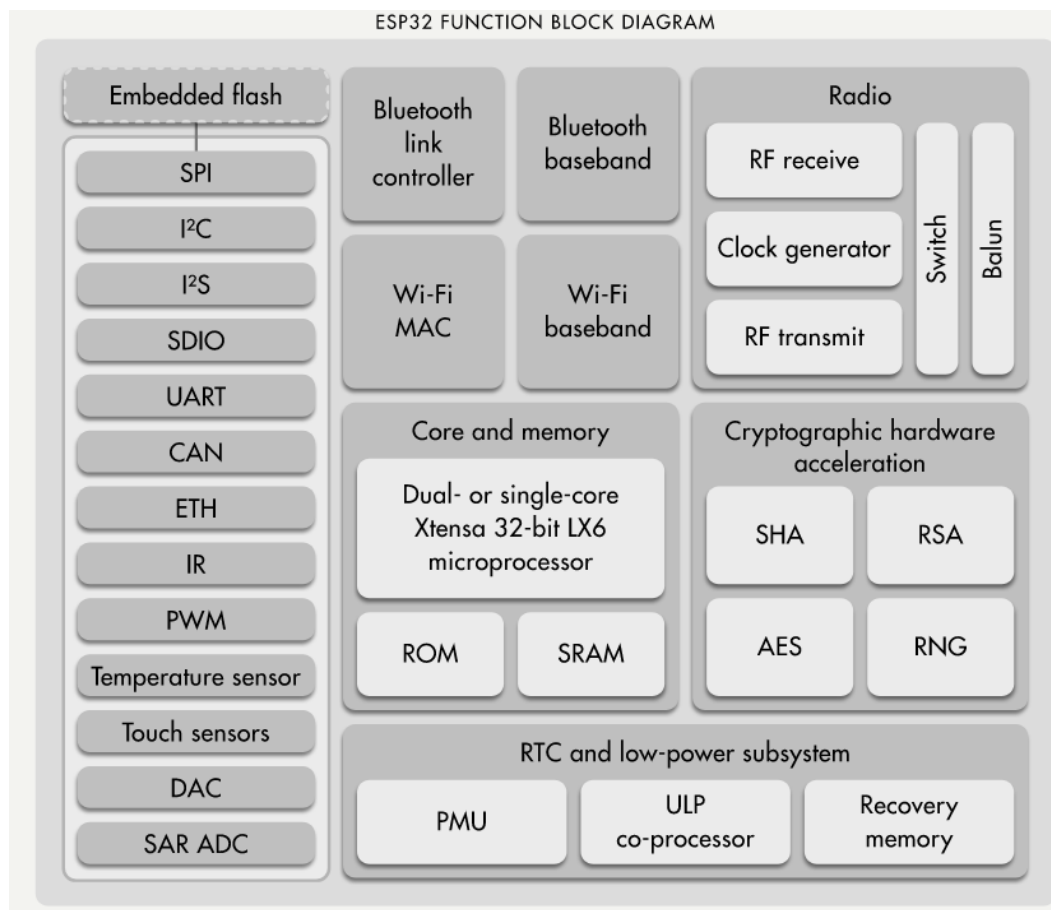 ESP32 FUNCTION BLOCK DIAGRAM
Embedded flash
SPI
I²C
I²S
SDIO
UART
CAN
ETH
IR
PWM
Temperature sensor
Touch sensors
DAC
SAR ADC
Bluetooth
link
controller
Bluetooth
baseband
Wi-Fi
MAC
Wi-Fi
baseband
Radio
RF receive
Clock generator
RF transmit
Switch
Balun
Core and memory
Dual- or single-core
Xtensa 32-bit LX6
microprocessor
ROM
SRAM
Cryptographic hardware
acceleration
SHA
RSA
AES
RNG
RTC and low-power subsystem
PMU
ULP
co-processor
Recovery
memory